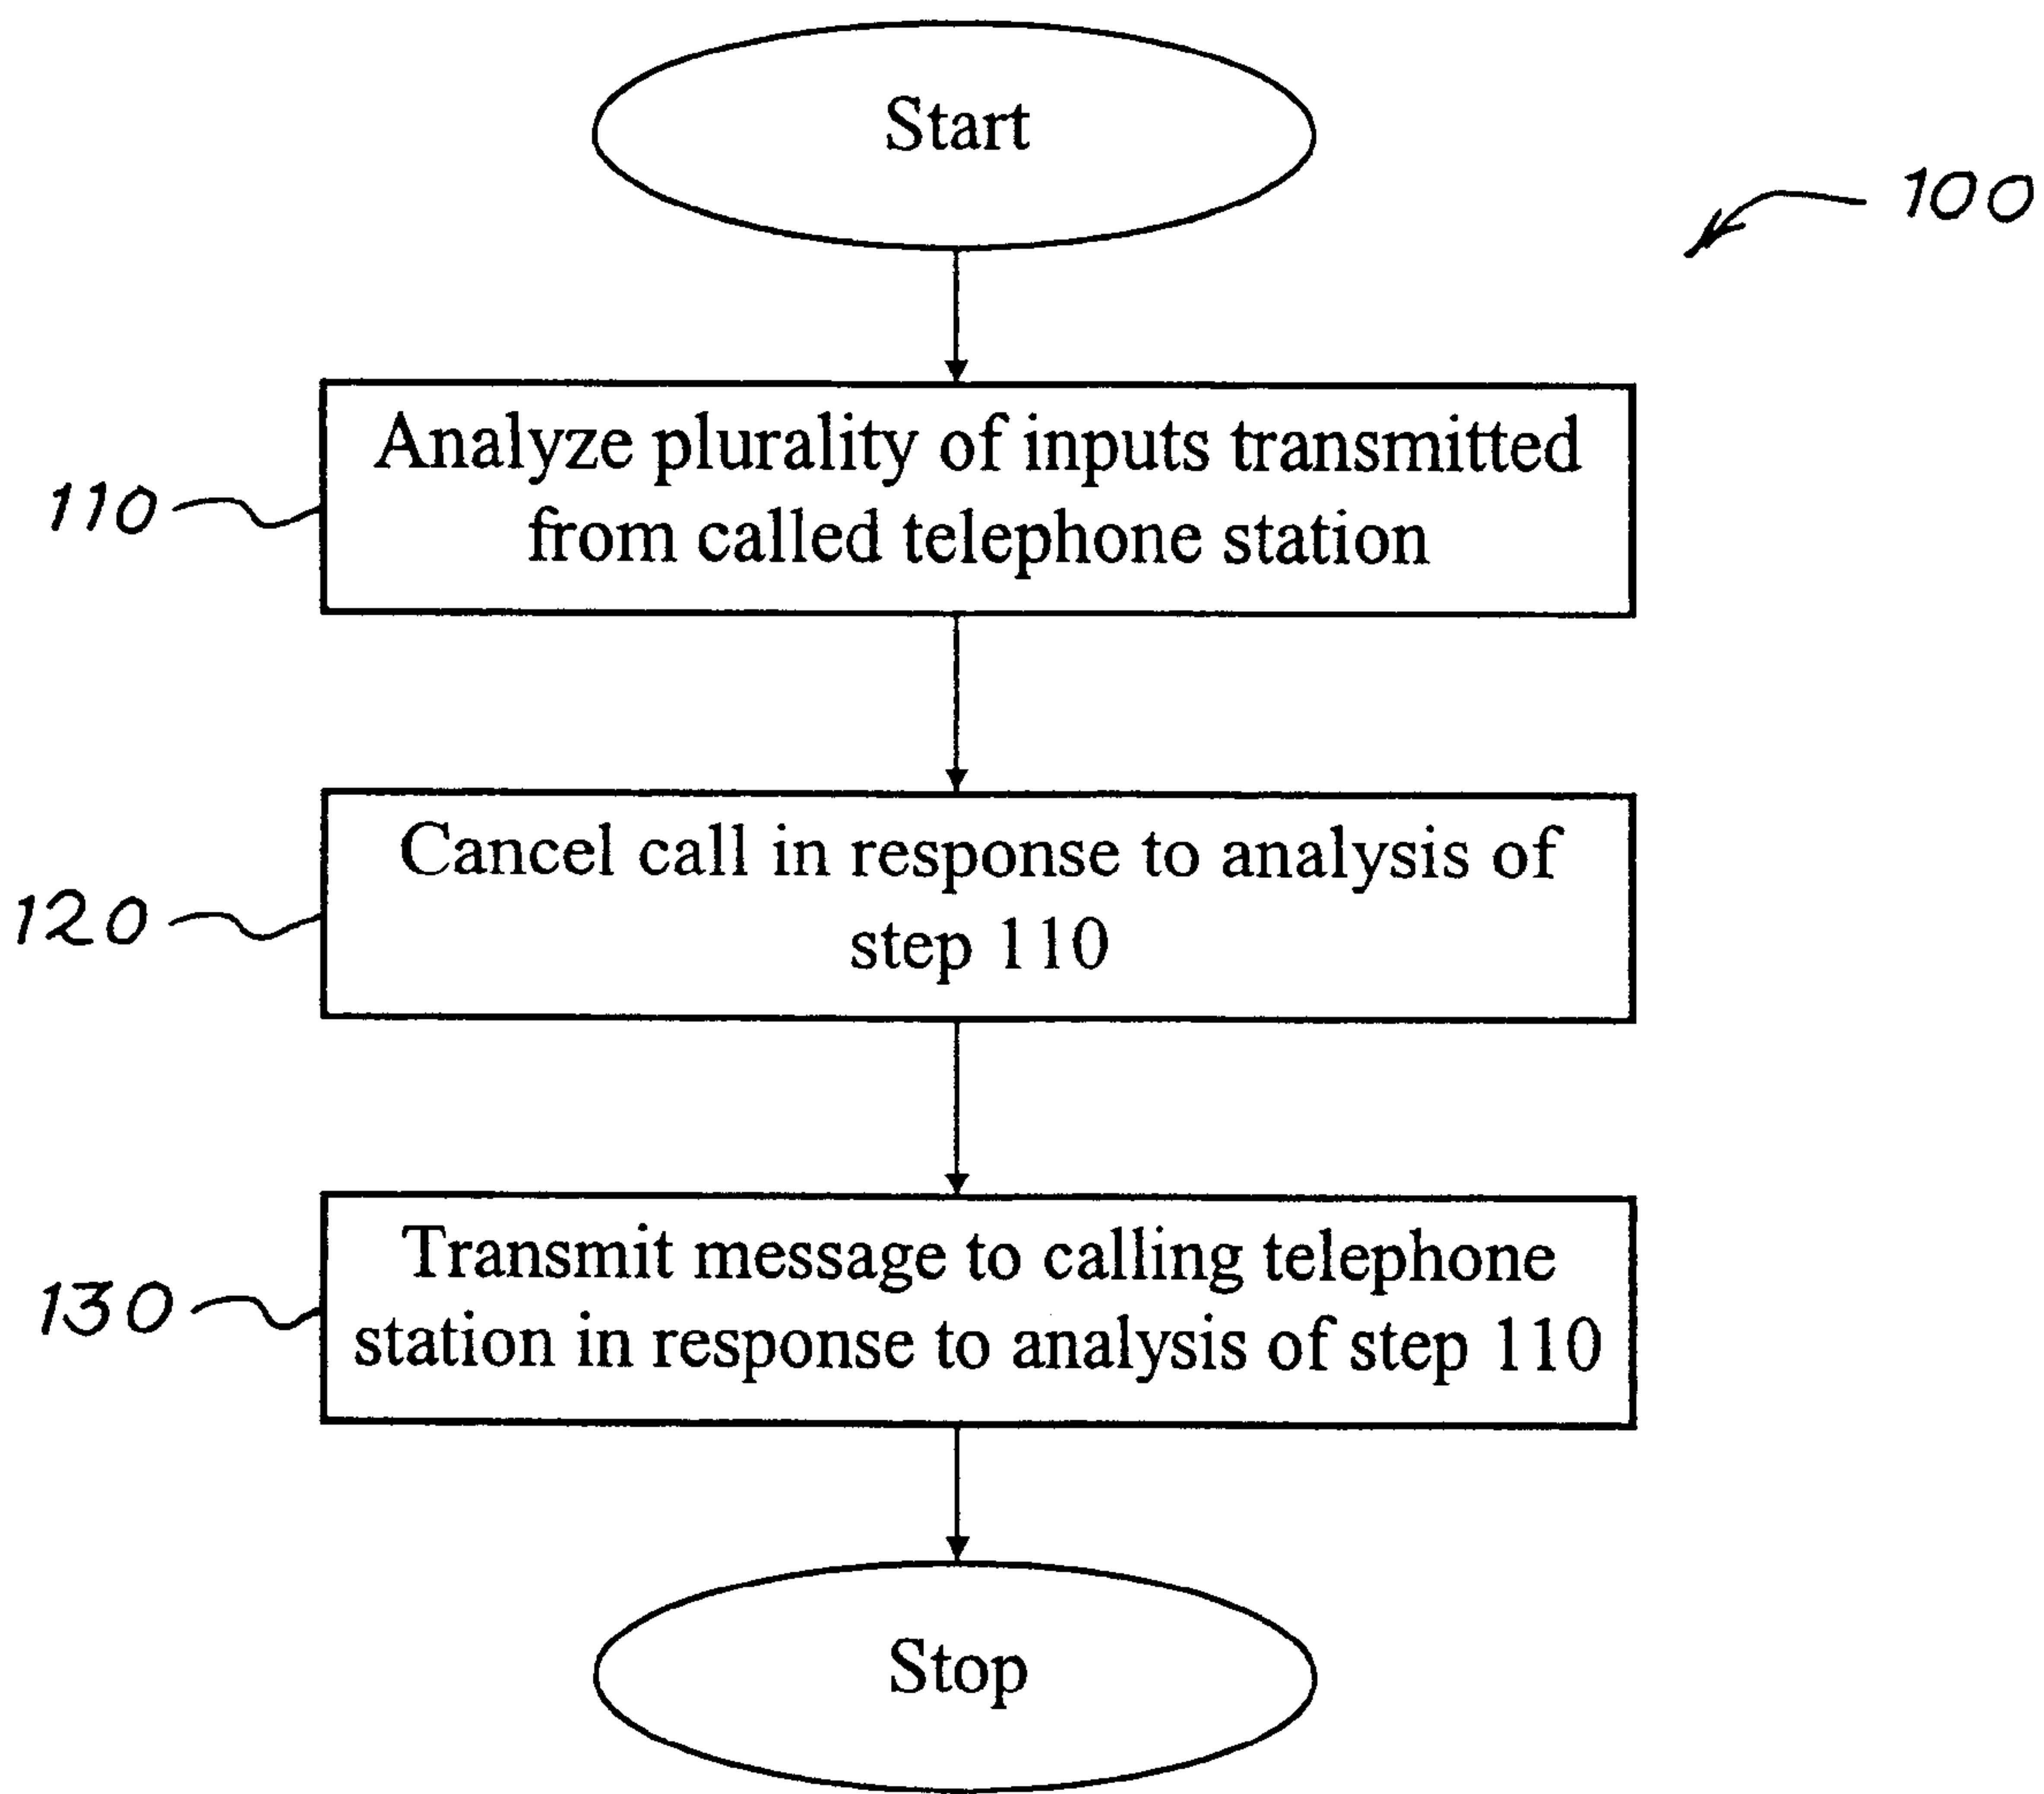 Start
100
Analyze plurality of inputs transmitted
from called telephone station
110
Cancel call in response to analysis of
step 110
120
Transmit message to calling telephone
station in response to analysis of step 110
130
Stop